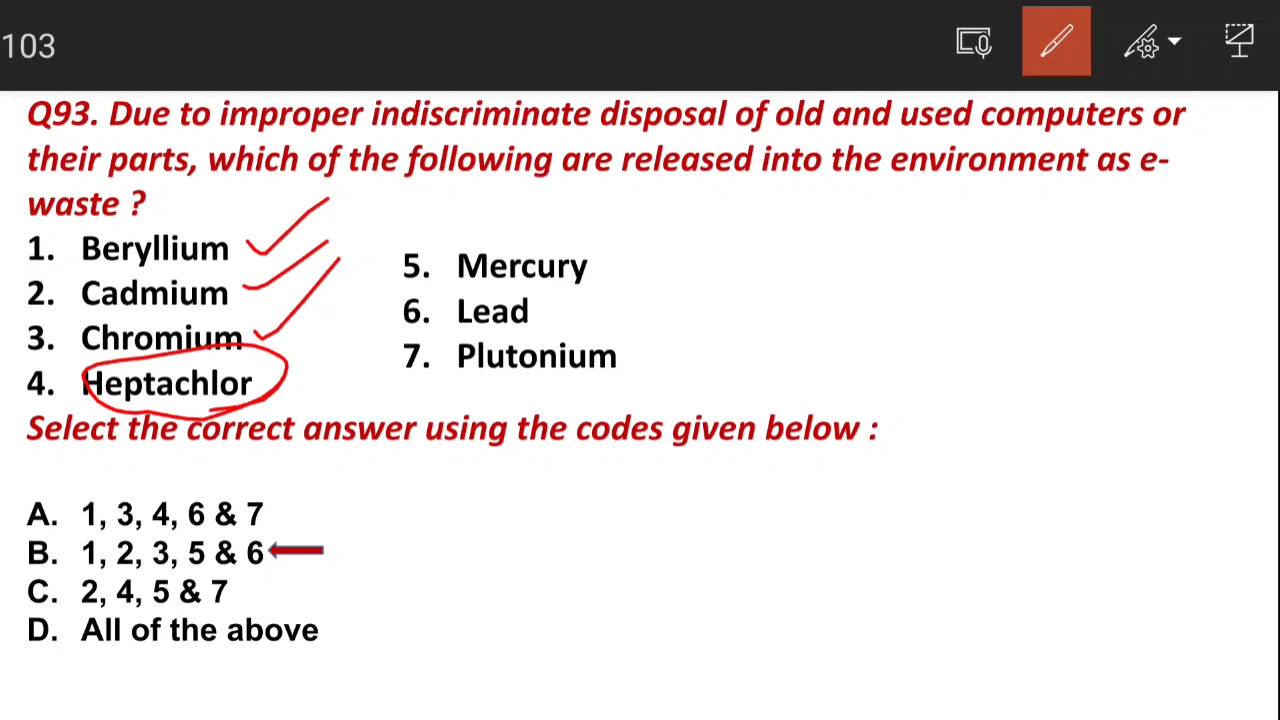 103
Q93. Due to improper indiscriminate disposal of old and used computers or
their parts, which of the following are released into the environment as e-
waste ?
1. Beryllium
2. Cadmium
3. Chromium
4. Heptachlor
5. Mercury
6. Lead
7. Plutonium
Select the correct answer using the codes given below :
A. 1, 3, 4, 6 & 7
B. 1, 2, 3, 5 & 6
C. 2, 4, 5 & 7
D. All of the above